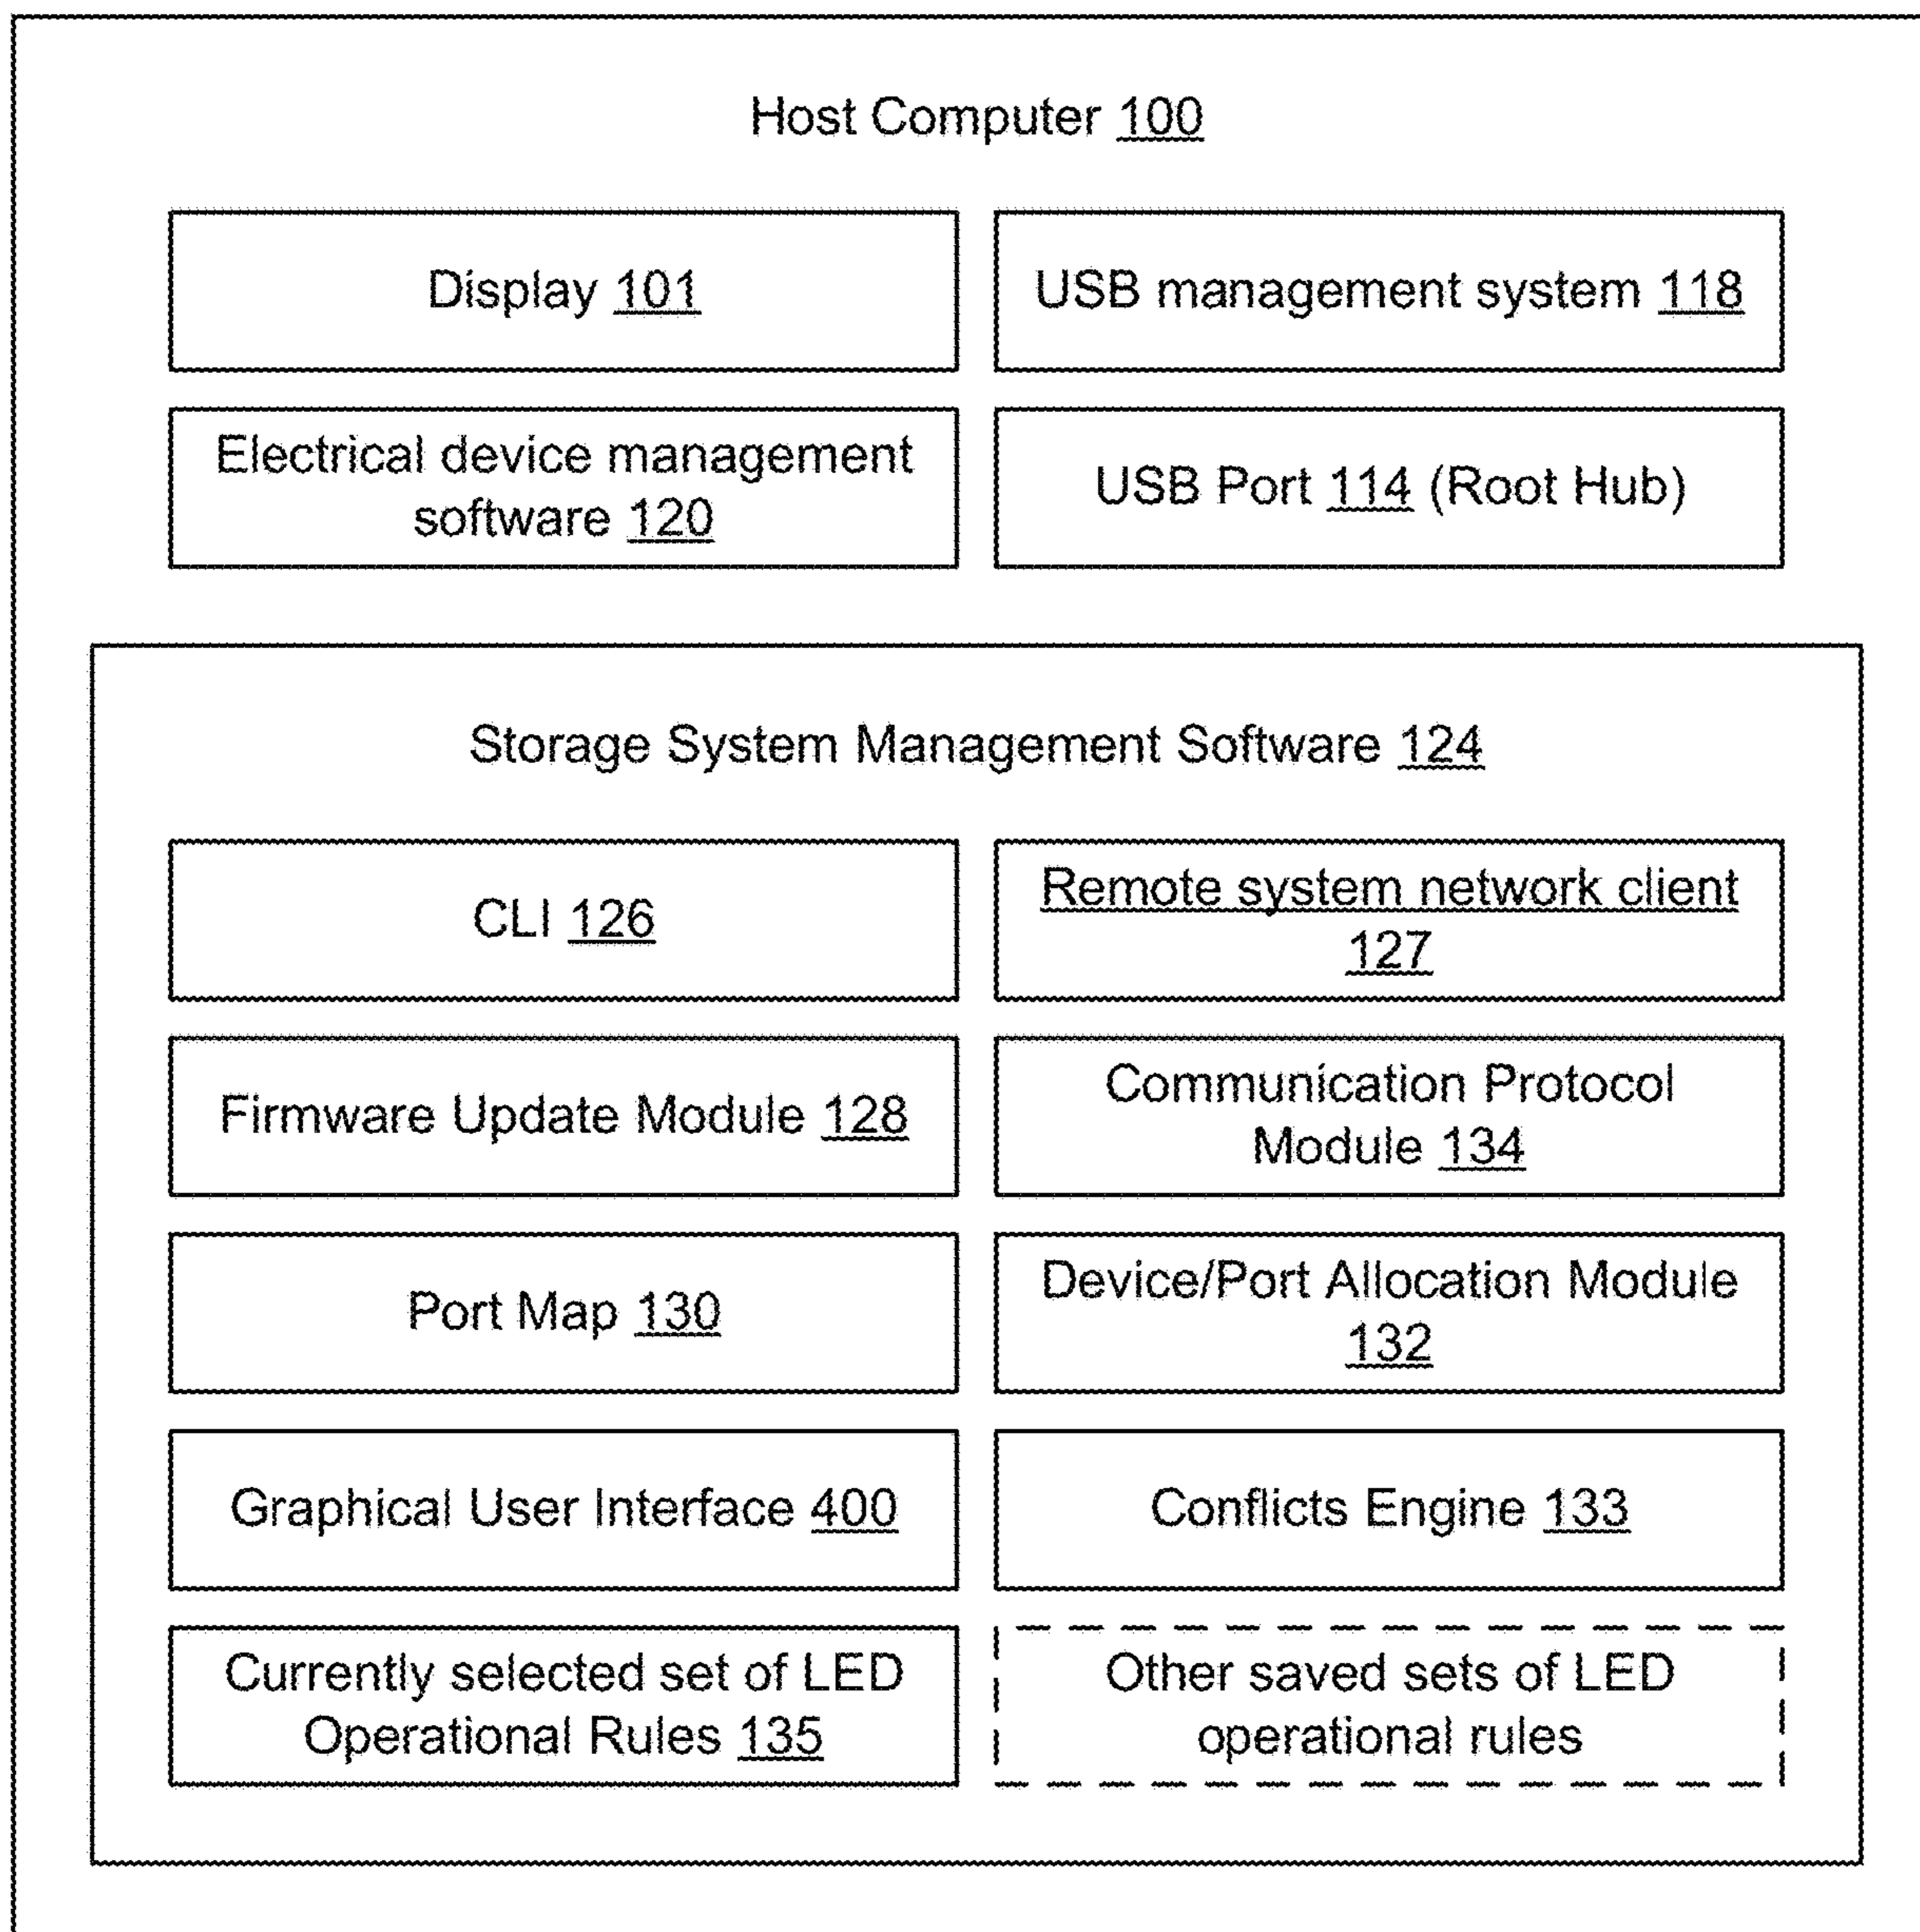 Host Computer 100
Display 101
USB management system 118
Electrical device management
software 120
USB Port 114 (Root Hub)
Storage System Management Software 124
CLI 126
Remote system network client
127
Firmware Update Module 128
Communication Protocol
Module 134
Port Map 130
Device/Port Allocation Module
132
Graphical User Interface 400
Conflicts Engine 133
Currently selected set of LED
Operational Rules 135
Other saved sets of LED
operational rules